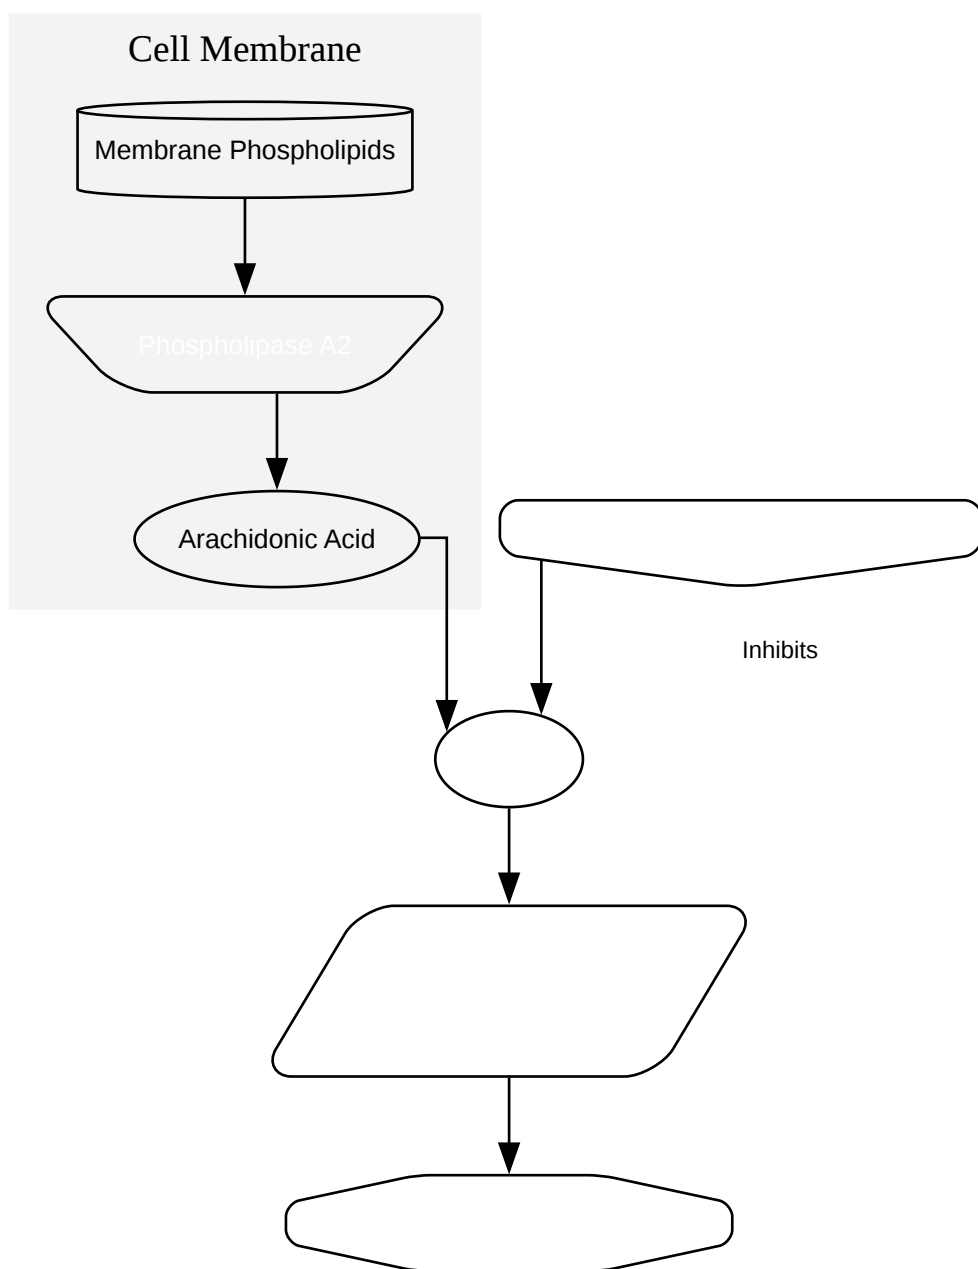 Cell Membrane
Membrane Phospholipids
Phospholipase A2
Arachidonic Acid
Inhibits